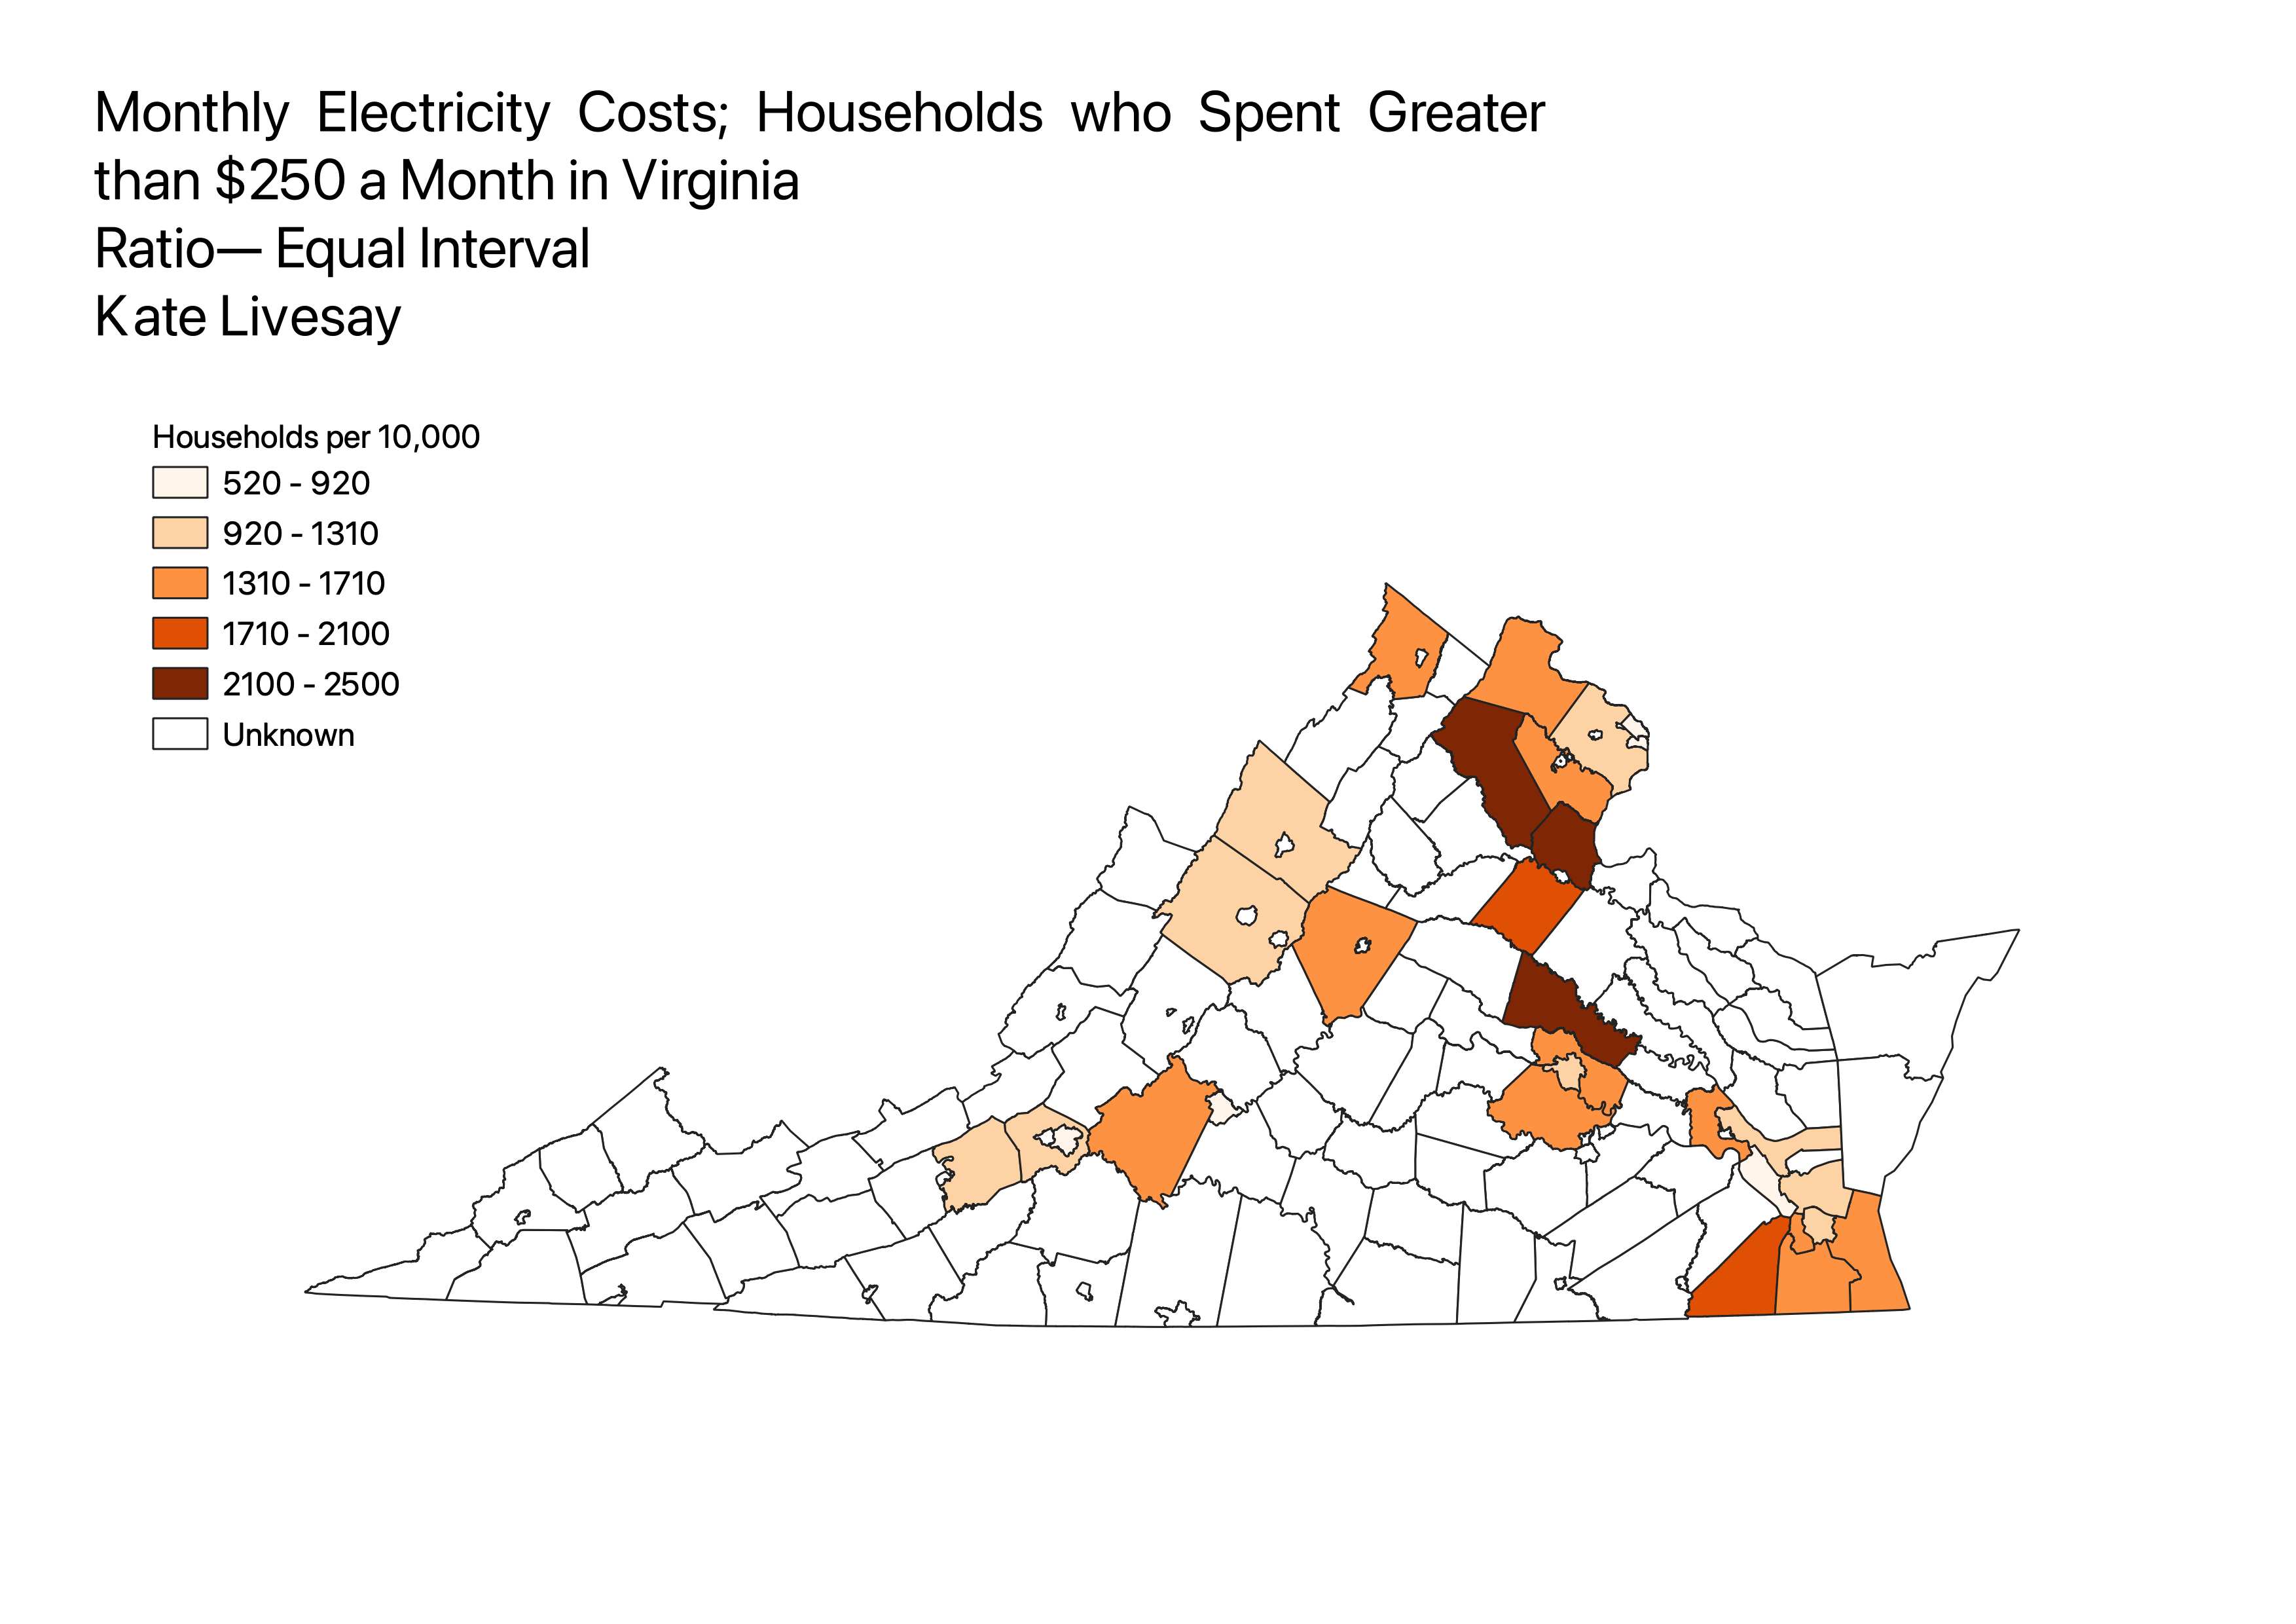 Monthly Electricity Costs; Households who Spent Greater
than $250 a Month in Virginia
Ratio— Equal Interval
Kate Livesay
Households per 10,000
520 - 920
920 - 1310
1310 - 1710
1710 - 2100
2100 - 2500
Unknown